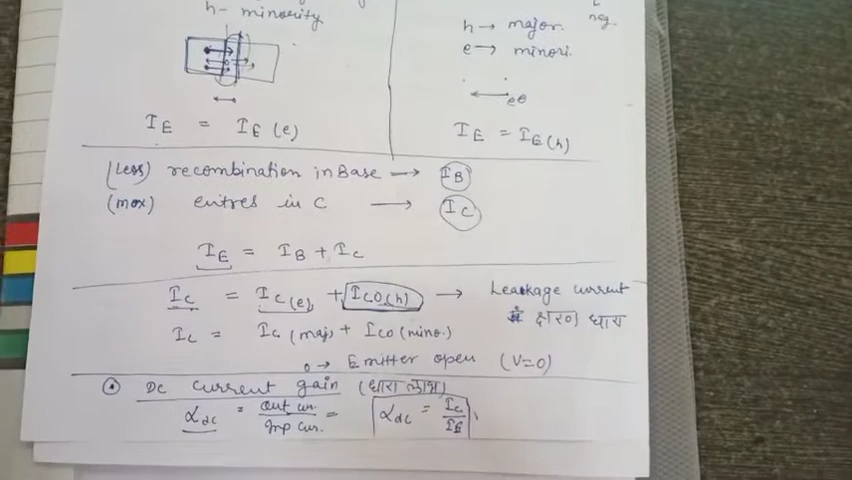 h- minority
I_E = I_E (e)
h → major.
e → minori.
neg.
e⊖
I_E = I_E(h)
(Less) recombination in Base → I_B
(max) entres in C → I_C
I_E = I_B + I_C
I_C = I_C(e) + I_CO(h) → Leakage current
क्षरण धारा
I_C = I_C (maj) + I_CO (mino.)
o → Emitter open (V=0)
⊙ DC current gain (धारा लाभ)
α_dc = Out cur. / Inp cur. = α_dc = I_C / I_E